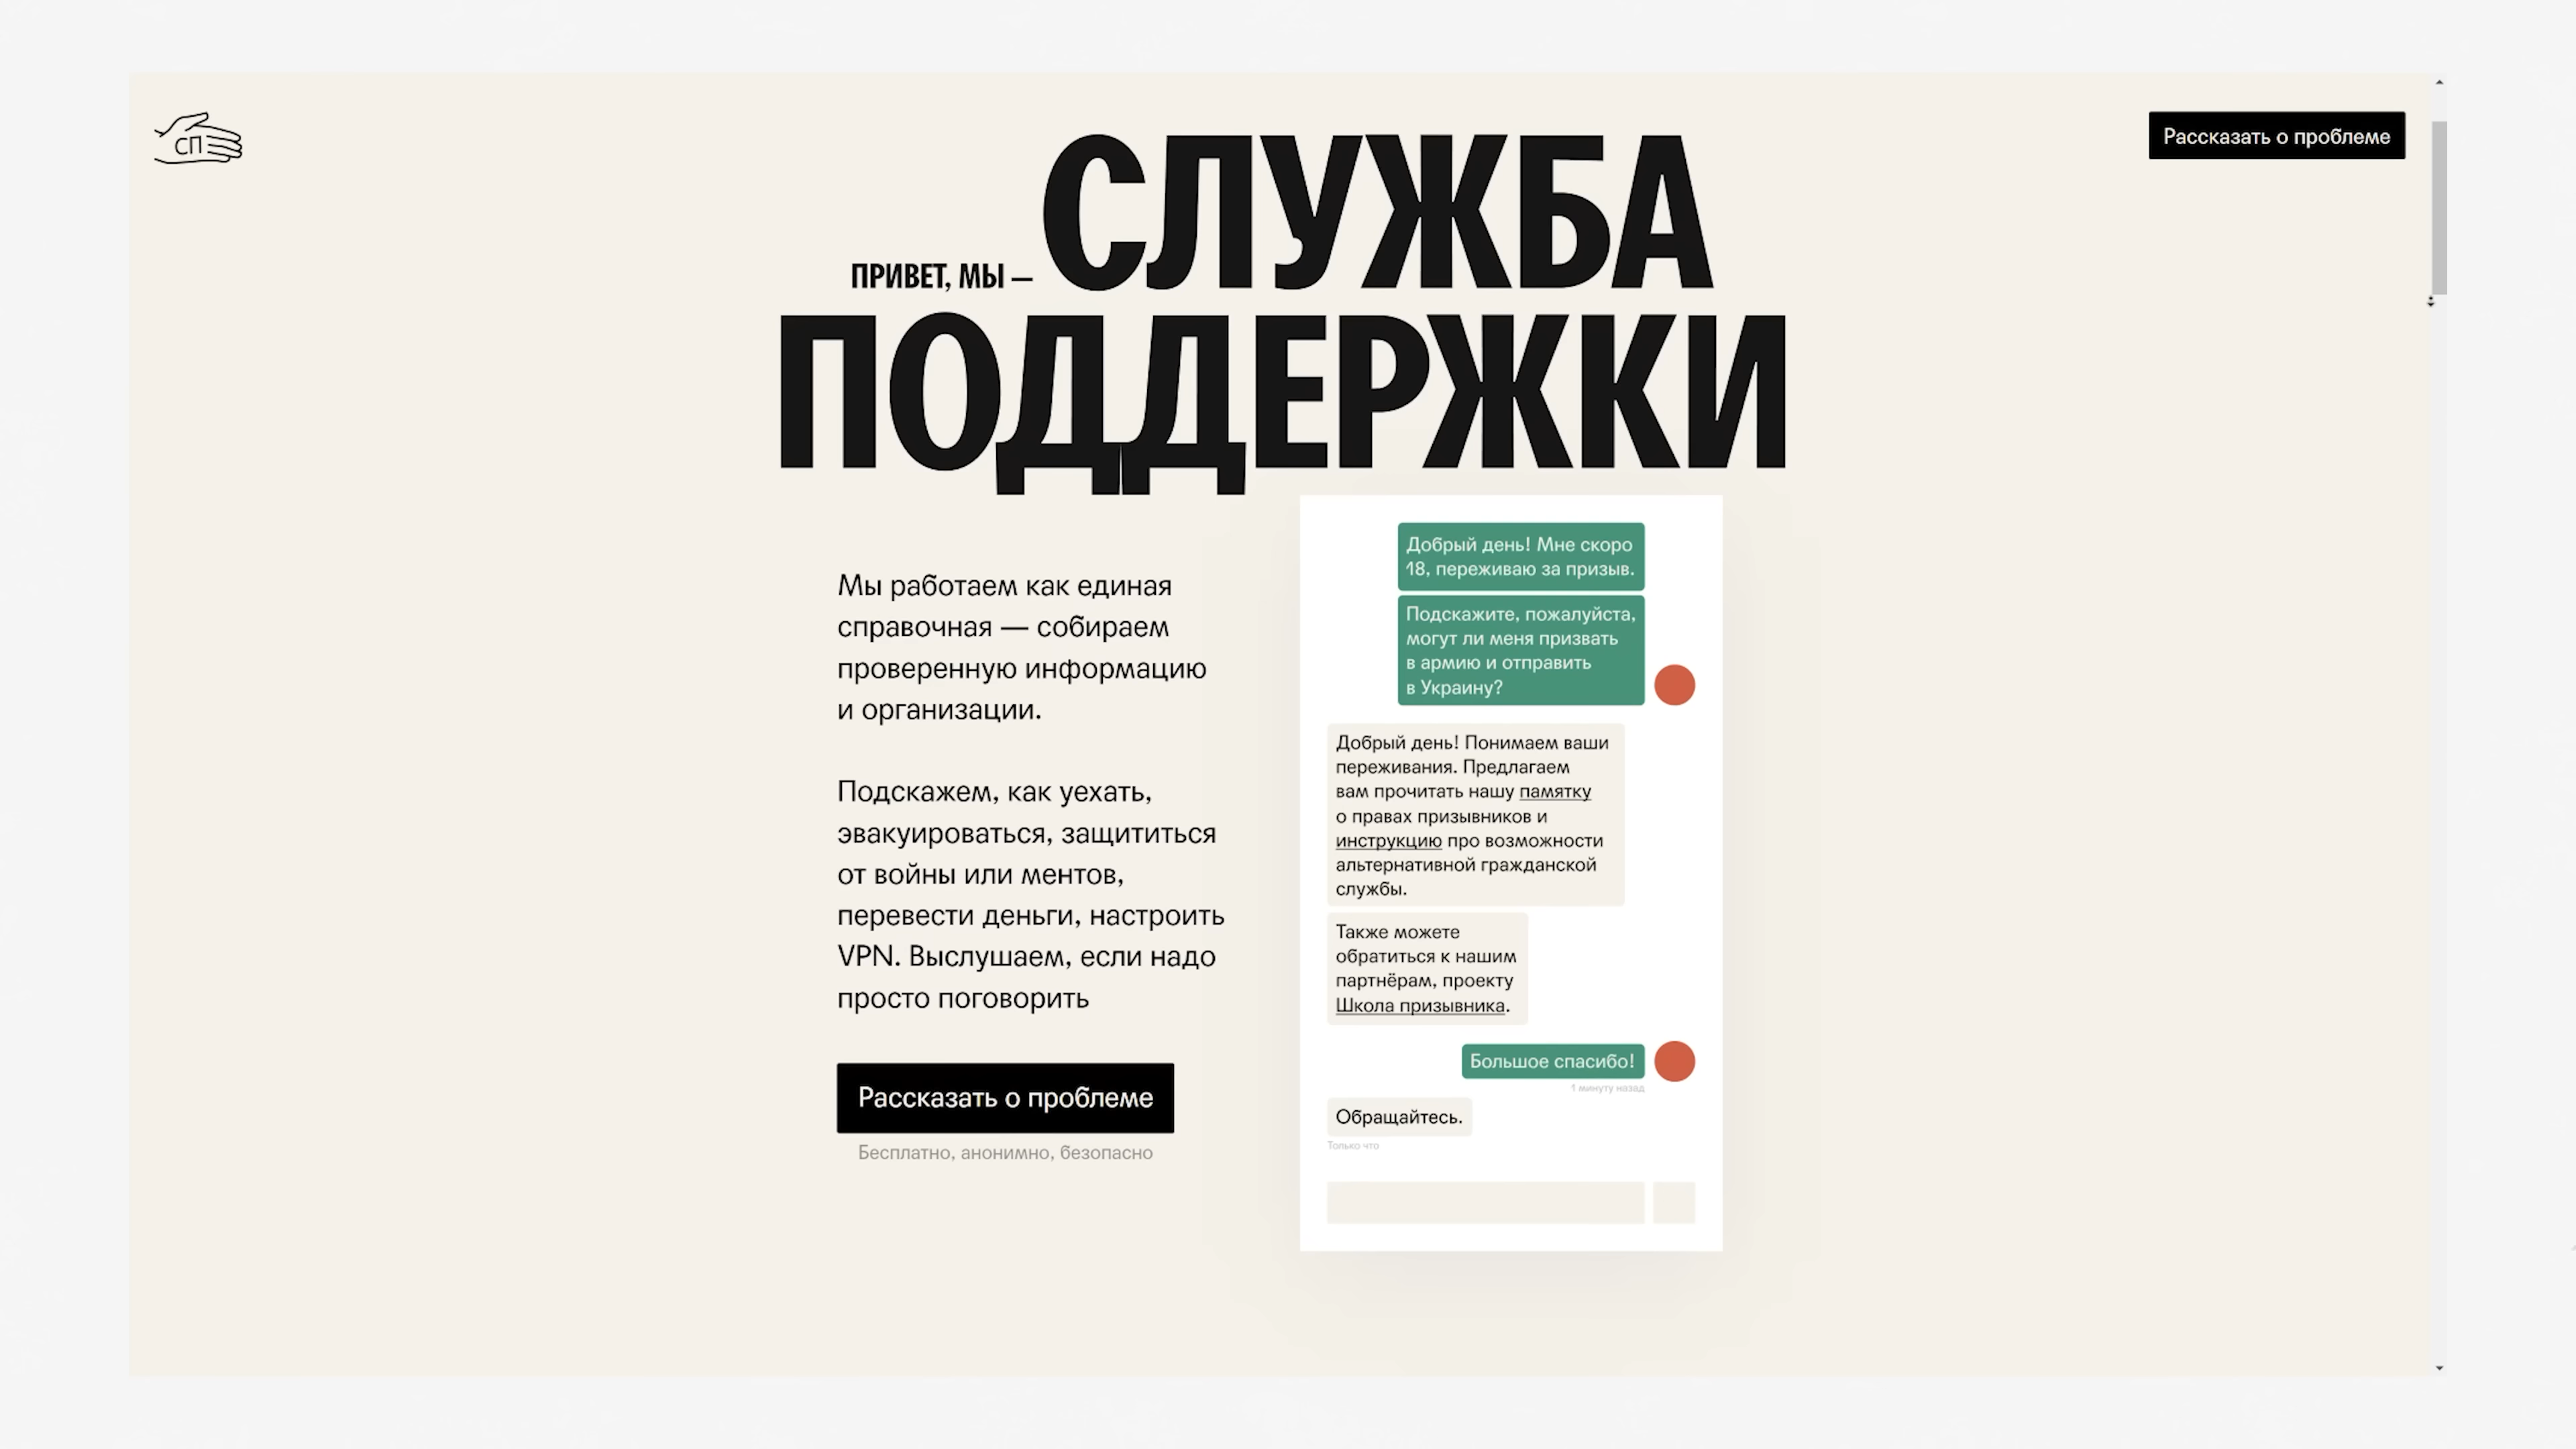 СП
Рассказать о проблеме
ПРИВЕТ, МЫ — СЛУЖБА
ПОДДЕРЖКИ
Мы работаем как единая
справочная — собираем
проверенную информацию
и организации.
Подскажем, как уехать,
эвакуироваться, защититься
от войны или ментов,
перевести деньги, настроить
VPN. Выслушаем, если надо
просто поговорить
Рассказать о проблеме
Бесплатно, анонимно, безопасно
Добрый день! Мне скоро
18, переживаю за призыв.
Подскажите, пожалуйста,
могут ли меня призвать
в армию и отправить
в Украину?
Добрый день! Понимаем ваши
переживания. Предлагаем
вам прочитать нашу памятку
о правах призывников и
инструкцию про возможности
альтернативной гражданской
службы.
Также можете
обратиться к нашим
партнёрам, проекту
Школа призывника.
Большое спасибо!
1 минуту назад
Обращайтесь.
Только что